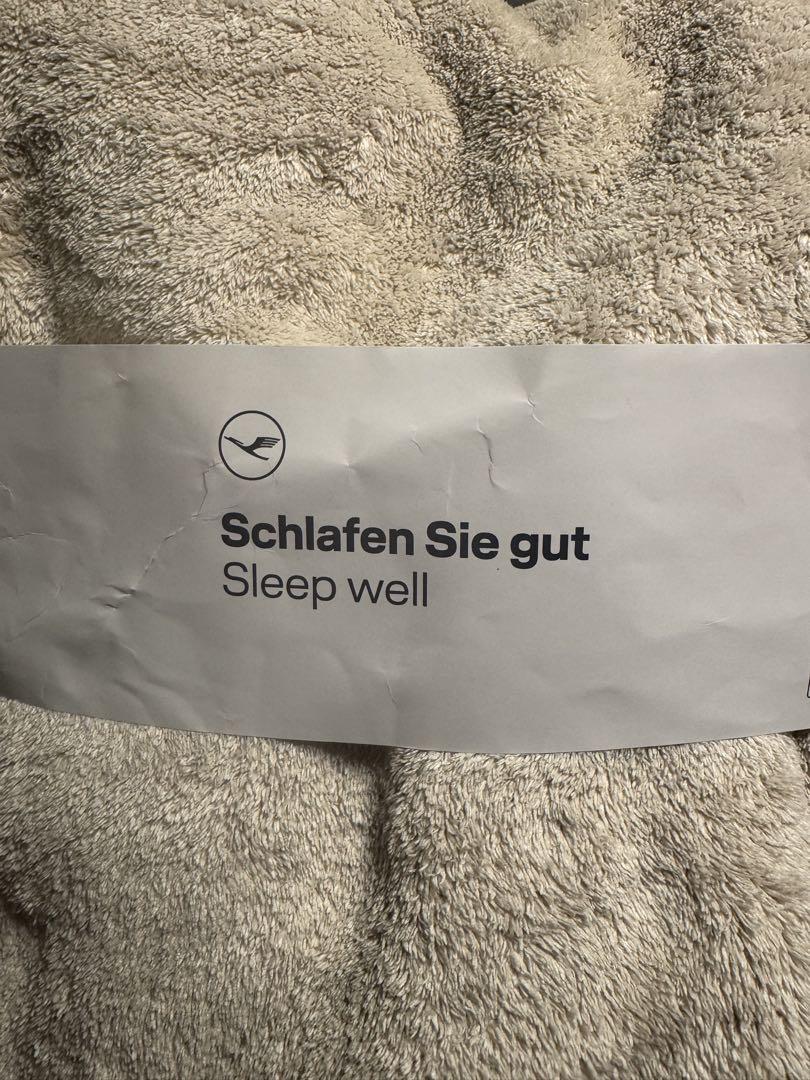 Schlafen Sie gut
Sleep well